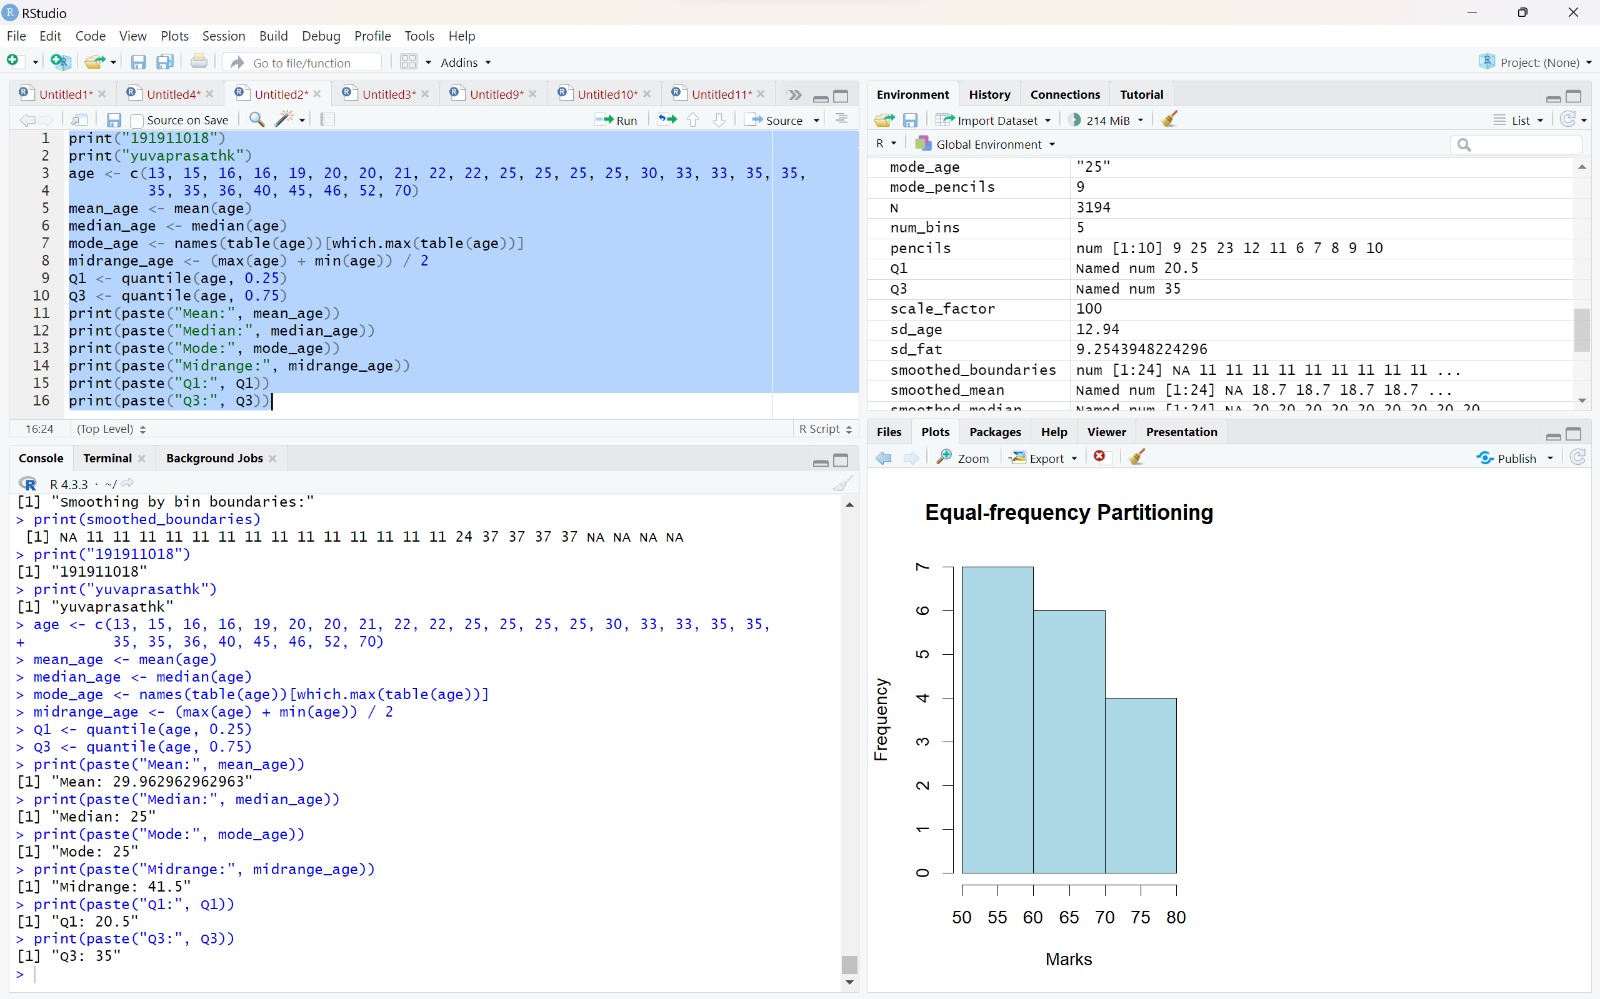 RStudio
File Edit Code View Plots Session Build Debug Profile Tools Help
Go to file/function Addins Project: (None)
Untitled1* Untitled4* Untitled2* Untitled3* Untitled9* Untitled10* Untitled11*
Source on Save Run Source
1 print("191911018")
2 print("yuvaprasathk")
3 age <- c(13, 15, 16, 16, 19, 20, 20, 21, 22, 22, 25, 25, 25, 25, 30, 33, 33, 35, 35,
4 35, 35, 36, 40, 45, 46, 52, 70)
5 mean_age <- mean(age)
6 median_age <- median(age)
7 mode_age <- names(table(age))[which.max(table(age))]
8 midrange_age <- (max(age) + min(age)) / 2
9 Q1 <- quantile(age, 0.25)
10 Q3 <- quantile(age, 0.75)
11 print(paste("Mean:", mean_age))
12 print(paste("Median:", median_age))
13 print(paste("Mode:", mode_age))
14 print(paste("Midrange:", midrange_age))
15 print(paste("Q1:", Q1))
16 print(paste("Q3:", Q3))
16:24 (Top Level) R Script
Console Terminal Background Jobs
R 4.3.3 · ~/
[1] "Smoothing by bin boundaries:"
> print(smoothed_boundaries)
[1] NA 11 11 11 11 11 11 11 11 11 11 11 11 11 11 24 37 37 37 37 NA NA NA NA
> print("191911018")
[1] "191911018"
> print("yuvaprasathk")
[1] "yuvaprasathk"
> age <- c(13, 15, 16, 16, 19, 20, 20, 21, 22, 22, 25, 25, 25, 25, 30, 33, 33, 35, 35,
+ 35, 35, 36, 40, 45, 46, 52, 70)
> mean_age <- mean(age)
> median_age <- median(age)
> mode_age <- names(table(age))[which.max(table(age))]
> midrange_age <- (max(age) + min(age)) / 2
> Q1 <- quantile(age, 0.25)
> Q3 <- quantile(age, 0.75)
> print(paste("Mean:", mean_age))
[1] "Mean: 29.962962962963"
> print(paste("Median:", median_age))
[1] "Median: 25"
> print(paste("Mode:", mode_age))
[1] "Mode: 25"
> print(paste("Midrange:", midrange_age))
[1] "Midrange: 41.5"
> print(paste("Q1:", Q1))
[1] "Q1: 20.5"
> print(paste("Q3:", Q3))
[1] "Q3: 35"
>
Environment History Connections Tutorial
Import Dataset 214 MiB List
R Global Environment
mode_age "25"
mode_pencils 9
N 3194
num_bins 5
pencils num [1:10] 9 25 23 12 11 6 7 8 9 10
Q1 Named num 20.5
Q3 Named num 35
scale_factor 100
sd_age 12.94
sd_fat 9.2543948224296
smoothed_boundaries num [1:24] NA 11 11 11 11 11 11 11 11 11 ...
smoothed_mean Named num [1:24] NA 18.7 18.7 18.7 18.7 ...
smoothed_median Named num [1:24] NA 20 20 20 20 20 20 20 20 20
Files Plots Packages Help Viewer Presentation
Zoom Export Publish
Equal-frequency Partitioning
7
6
5
4
3
2
1
0
Frequency
50 55 60 65 70 75 80
Marks